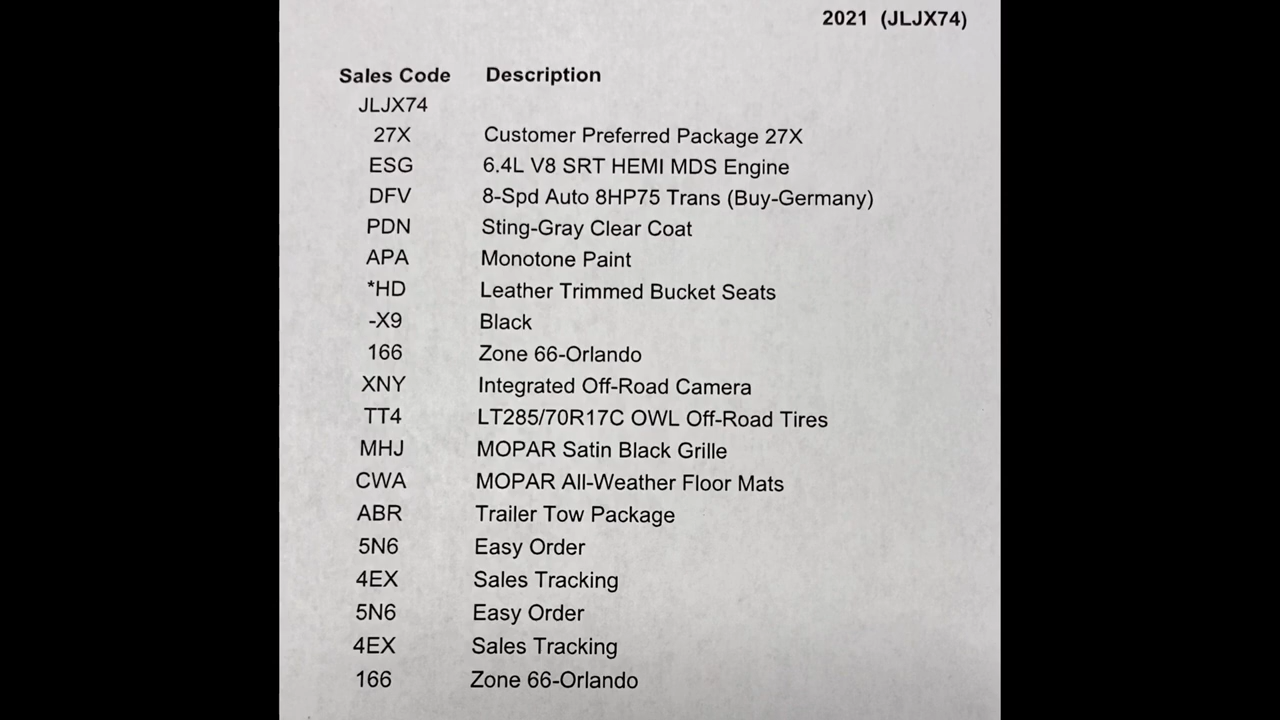 2021 (JLJX74)
Sales Code Description
JLJX74
27X Customer Preferred Package 27X
ESG 6.4L V8 SRT HEMI MDS Engine
DFV 8-Spd Auto 8HP75 Trans (Buy-Germany)
PDN Sting-Gray Clear Coat
APA Monotone Paint
*HD Leather Trimmed Bucket Seats
-X9 Black
166 Zone 66-Orlando
XNY Integrated Off-Road Camera
TT4 LT285/70R17C OWL Off-Road Tires
MHJ MOPAR Satin Black Grille
CWA MOPAR All-Weather Floor Mats
ABR Trailer Tow Package
5N6 Easy Order
4EX Sales Tracking
5N6 Easy Order
4EX Sales Tracking
166 Zone 66-Orlando